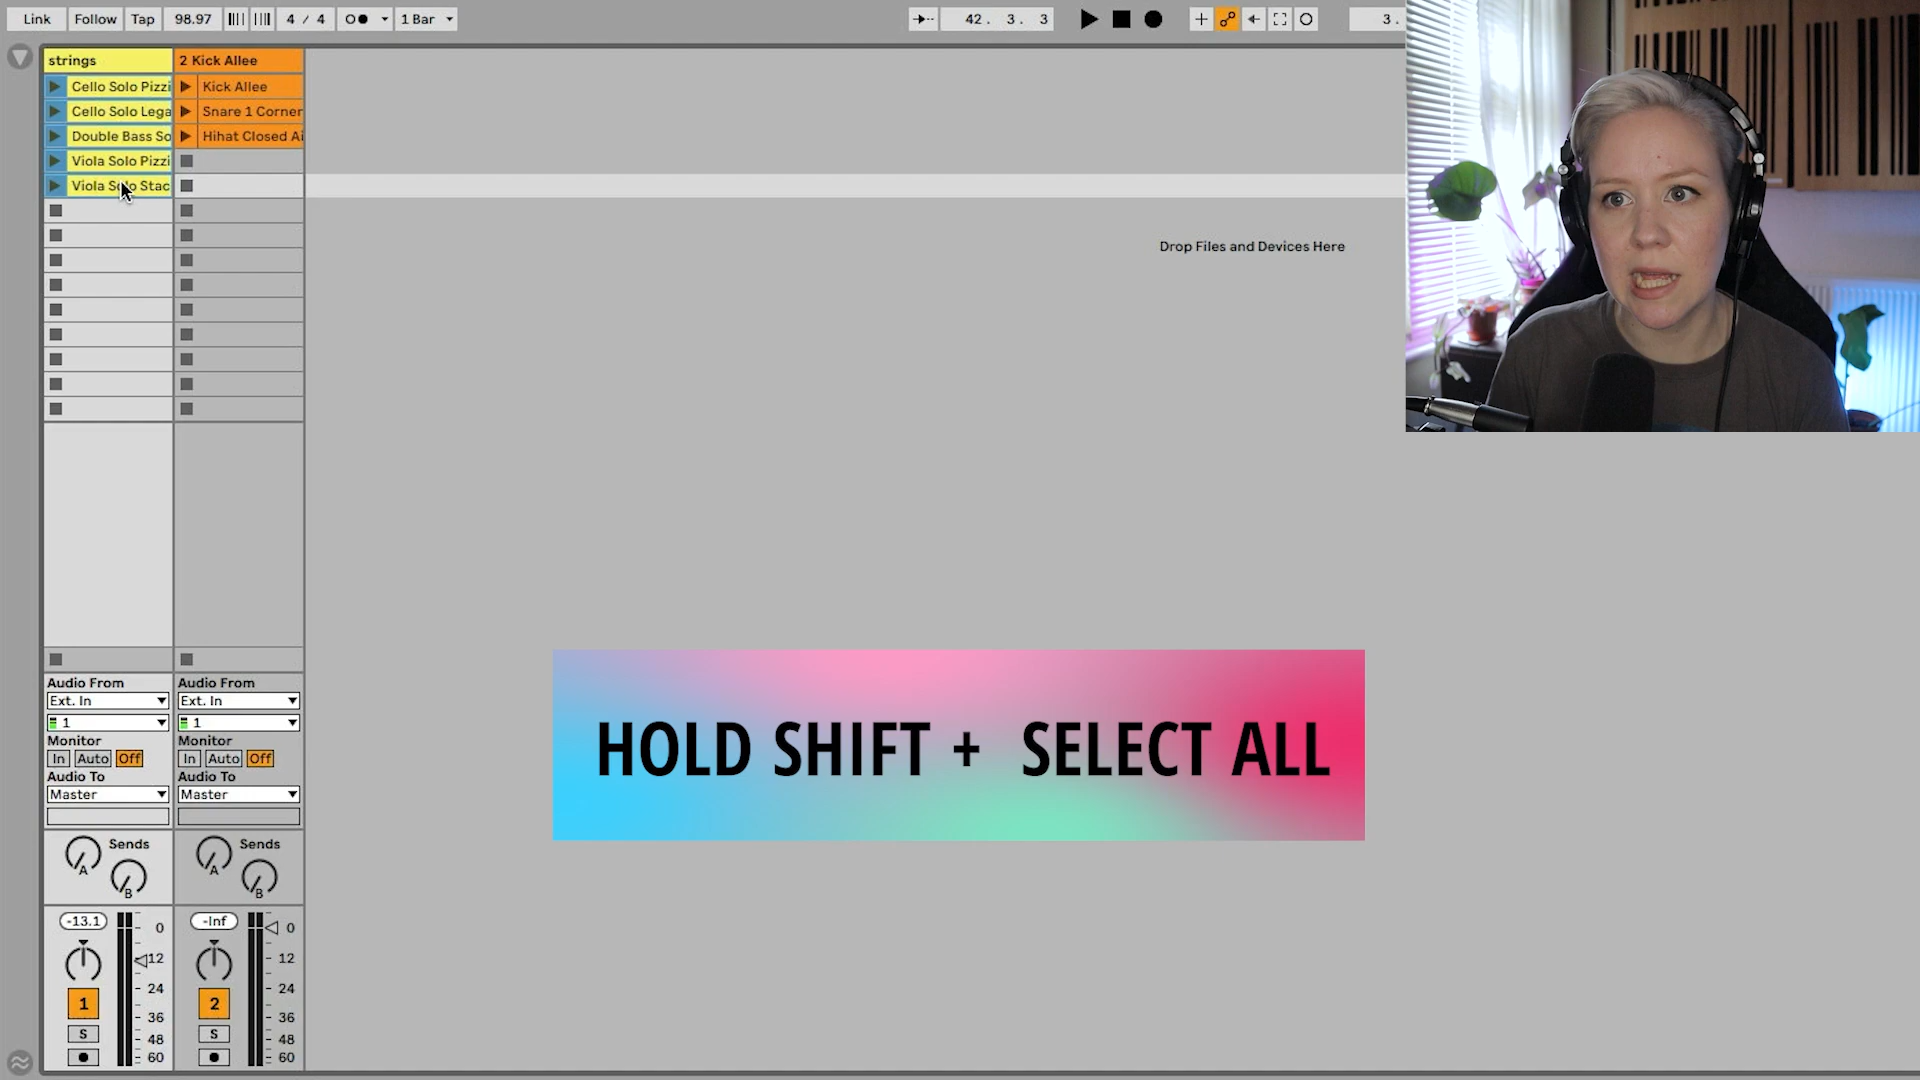 Link Follow Tap 98.97 4 / 4 1 Bar 42. 3. 3 3.
strings 2 Kick Allee
Cello Solo Pizzi Kick Allee
Cello Solo Lega Snare 1 Corner
Double Bass So Hihat Closed Ai
Viola Solo Pizzi
Viola Solo Stac
Drop Files and Devices Here
Audio From Audio From
Ext. In Ext. In
1 1
Monitor Monitor
In Auto Off In Auto Off
Audio To Audio To
Master Master
Sends Sends
A A
B B
-13.1 0 -Inf 0
12 12
1 24 2 24
36 36
S 48 S 48
60 60
HOLD SHIFT + SELECT ALL